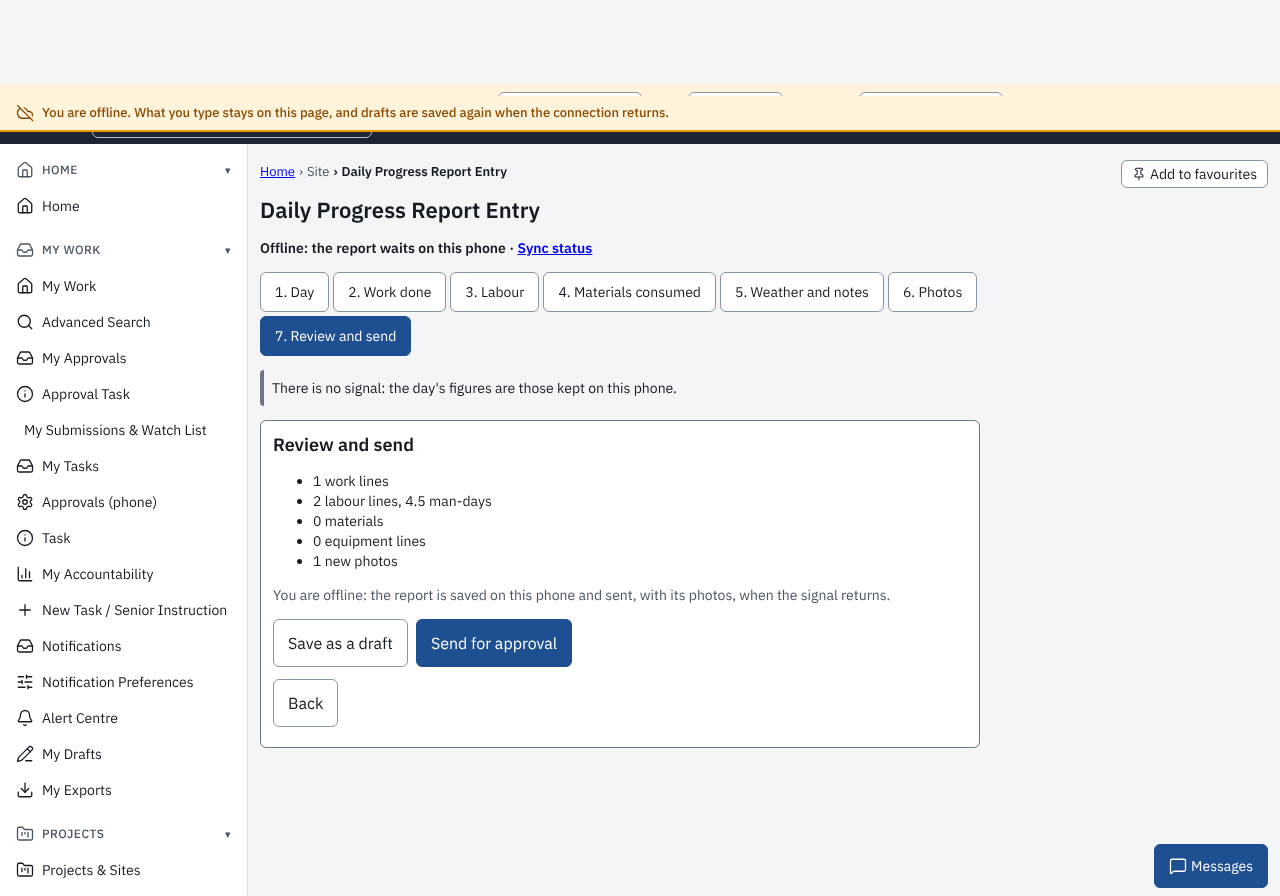 You are offline. What you type stays on this page, and drafts are saved again when the connection returns.
HOME
Home
MY WORK
My Work
Advanced Search
My Approvals
Approval Task
My Submissions & Watch List
My Tasks
Approvals (phone)
Task
My Accountability
New Task / Senior Instruction
Notifications
Notification Preferences
Alert Centre
My Drafts
My Exports
PROJECTS
Projects & Sites
Home › Site › Daily Progress Report Entry
Add to favourites
Daily Progress Report Entry
Offline: the report waits on this phone · Sync status
1. Day
2. Work done
3. Labour
4. Materials consumed
5. Weather and notes
6. Photos
7. Review and send
There is no signal: the day's figures are those kept on this phone.
Review and send
1 work lines
2 labour lines, 4.5 man-days
0 materials
0 equipment lines
1 new photos
You are offline: the report is saved on this phone and sent, with its photos, when the signal returns.
Save as a draft
Send for approval
Back
Messages